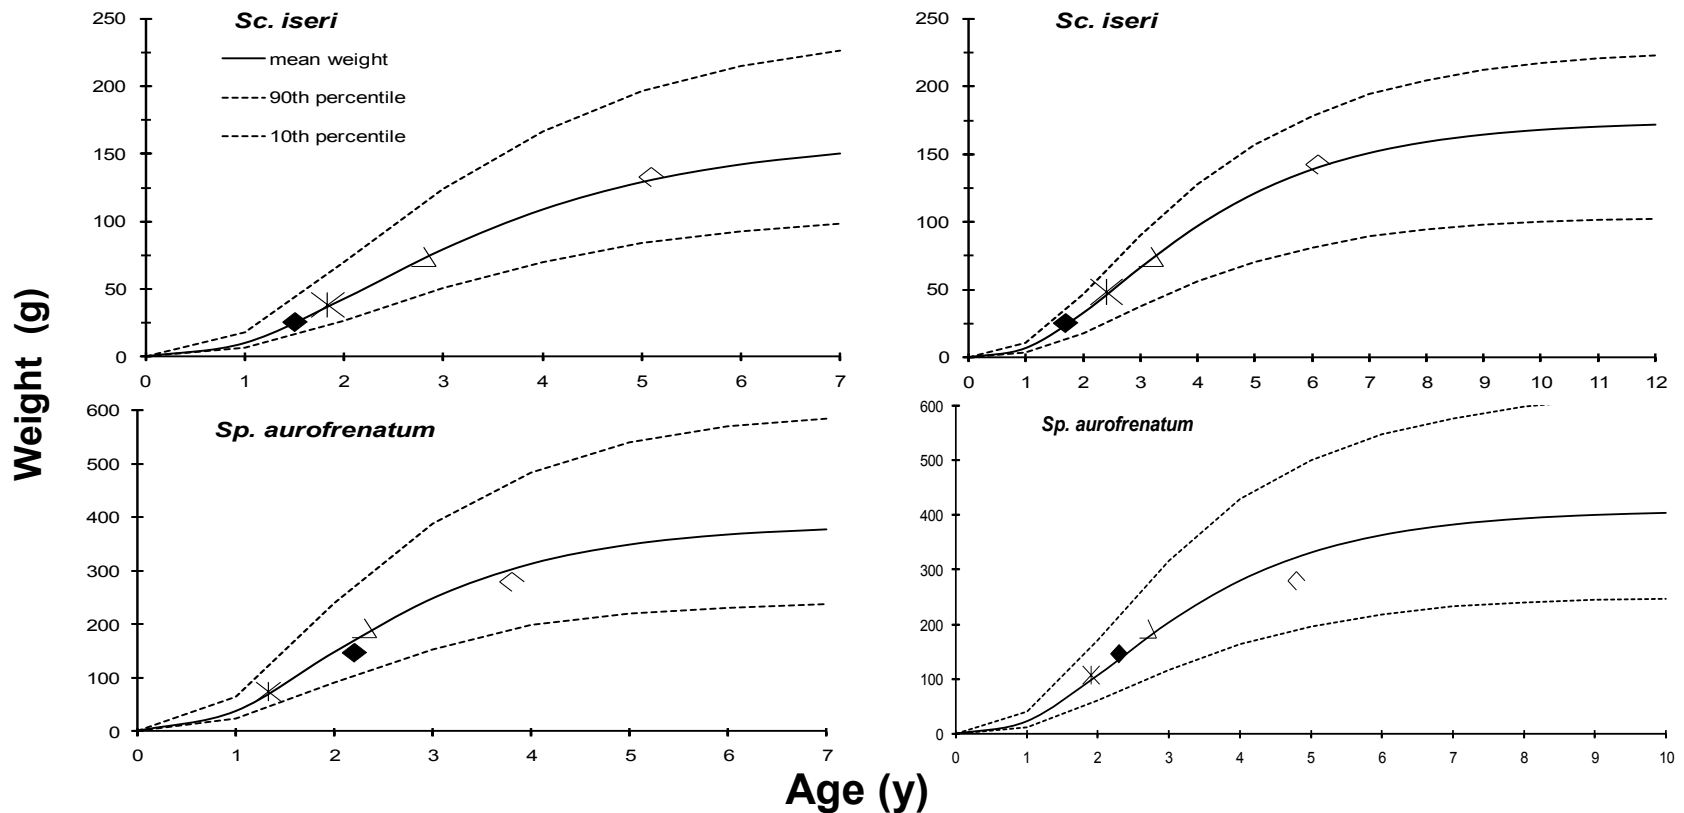 Sc. iseri
mean weight
90th percentile
10th percentile
250
200
150
100
50
0
0 1 2 3 4 5 6 7
Sc. iseri
250
200
150
100
50
0
0 1 2 3 4 5 6 7 8 9 10 11 12
Weight (g)
Sp. aurofrenatum
600
500
400
300
200
100
0
0 1 2 3 4 5 6 7
Sp. aurofrenatum
600
500
400
300
200
100
0
0 1 2 3 4 5 6 7 8 9 10
Age (y)